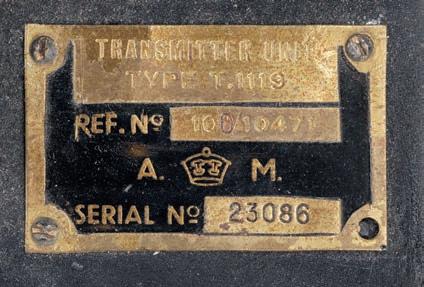 TRANSMITTER UNIT
TYPE T.1119
REF. Nº 10D/10471
A. M.
SERIAL Nº 23086